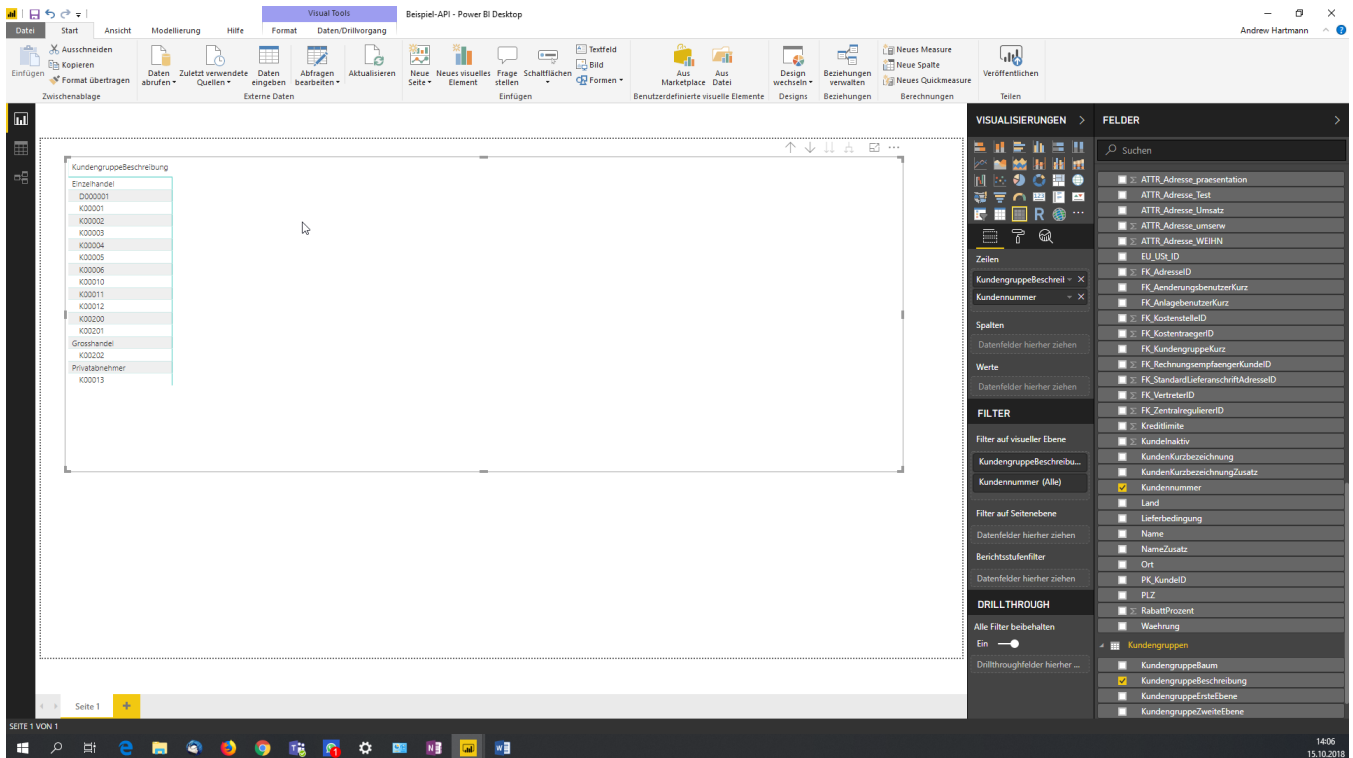 Visual Tools
Beispiel-API - Power BI Desktop
Datei Start Ansicht Modellierung Hilfe Format Daten/Drillvorgang
Andrew Hartmann
Einfügen
Ausschneiden
Kopieren
Format übertragen
Zwischenablage
Daten abrufen
Zuletzt verwendete Quellen
Daten eingeben
Abfragen bearbeiten
Aktualisieren
Externe Daten
Neue Seite
Neues visuelles Element
Frage stellen
Schaltflächen
Textfeld
Bild
Formen
Einfügen
Aus Marketplace
Aus Datei
Benutzerdefinierte visuelle Elemente
Design wechseln
Designs
Beziehungen verwalten
Beziehungen
Neues Measure
Neue Spalte
Neues Quickmeasure
Berechnungen
Veröffentlichen
Teilen
KundengruppeBeschreibung
Einzelhandel
D000001
K00001
K00002
K00003
K00004
K00005
K00006
K00010
K00011
K00012
K00200
K00201
Grosshandel
K00202
Privatabnehmer
K00013
VISUALISIERUNGEN
Zeilen
KundengruppeBeschreil
Kundennummer
Spalten
Datenfelder hierher ziehen
Werte
Datenfelder hierher ziehen
FILTER
Filter auf visueller Ebene
KundengruppeBeschreibu...
Kundennummer (Alle)
Filter auf Seitenebene
Datenfelder hierher ziehen
Berichtsstufenfilter
Datenfelder hierher ziehen
DRILLTHROUGH
Alle Filter beibehalten
Ein
Drillthroughfelder hierher ...
FELDER
Suchen
ATTR_Adresse_praesentation
ATTR_Adresse_Test
ATTR_Adresse_Umsatz
ATTR_Adresse_umserw
ATTR_Adresse_WEIHN
EU_USt_ID
FK_AdresseID
FK_AenderungsbenutzerKurz
FK_AnlagebenutzerKurz
FK_KostenstelleID
FK_KostentraegerID
FK_KundengruppeKurz
FK_RechnungsempfaengerKundeID
FK_StandardLieferanschriftAdresseID
FK_VertreterID
FK_ZentralreguliererID
Kreditlimite
KundeInaktiv
KundenKurzbezeichnung
KundenKurzbezeichnungZusatz
Kundennummer
Land
Lieferbedingung
Name
NameZusatz
Ort
PK_KundeID
PLZ
RabattProzent
Waehrung
Kundengruppen
KundengruppeBaum
KundengruppeBeschreibung
KundengruppeErsteEbene
KundengruppeZweiteEbene
Seite 1
SEITE 1 VON 1
14:06
15.10.2018